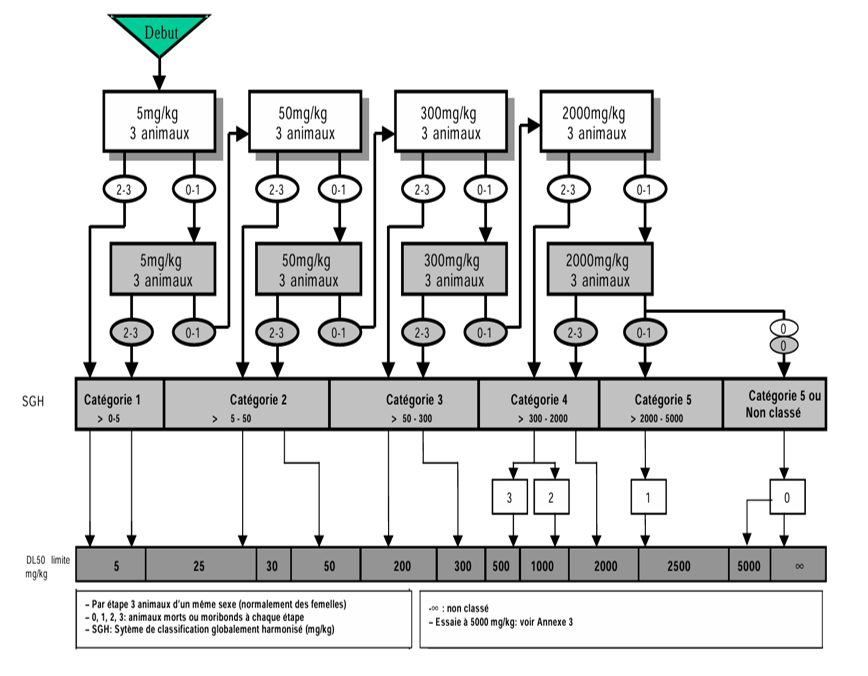 Debut
5mg/kg
3 animaux
50mg/kg
3 animaux
300mg/kg
3 animaux
2000mg/kg
3 animaux
2-3
0-1
2-3
0-1
2-3
0-1
2-3
0-1
5mg/kg
3 animaux
50mg/kg
3 animaux
300mg/kg
3 animaux
2000mg/kg
3 animaux
2-3
0-1
2-3
0-1
2-3
0-1
2-3
0-1
0
0
SGH
Catégorie 1
> 0-5
Catégorie 2
> 5 - 50
Catégorie 3
> 50 - 300
Catégorie 4
> 300 - 2000
Catégorie 5
> 2000 - 5000
Catégorie 5 ou
Non classé
3
2
1
0
DL50 limite
mg/kg
5
25
30
50
200
300
500
1000
2000
2500
5000
∞
– Par étape 3 animaux d'un même sexe (normalement des femelles)
– 0, 1, 2, 3: animaux morts ou moribonds à chaque étape
– SGH: Sytème de classification globalement harmonisé (mg/kg)
-∞ : non classé
– Essaie à 5000 mg/kg: voir Annexe 3